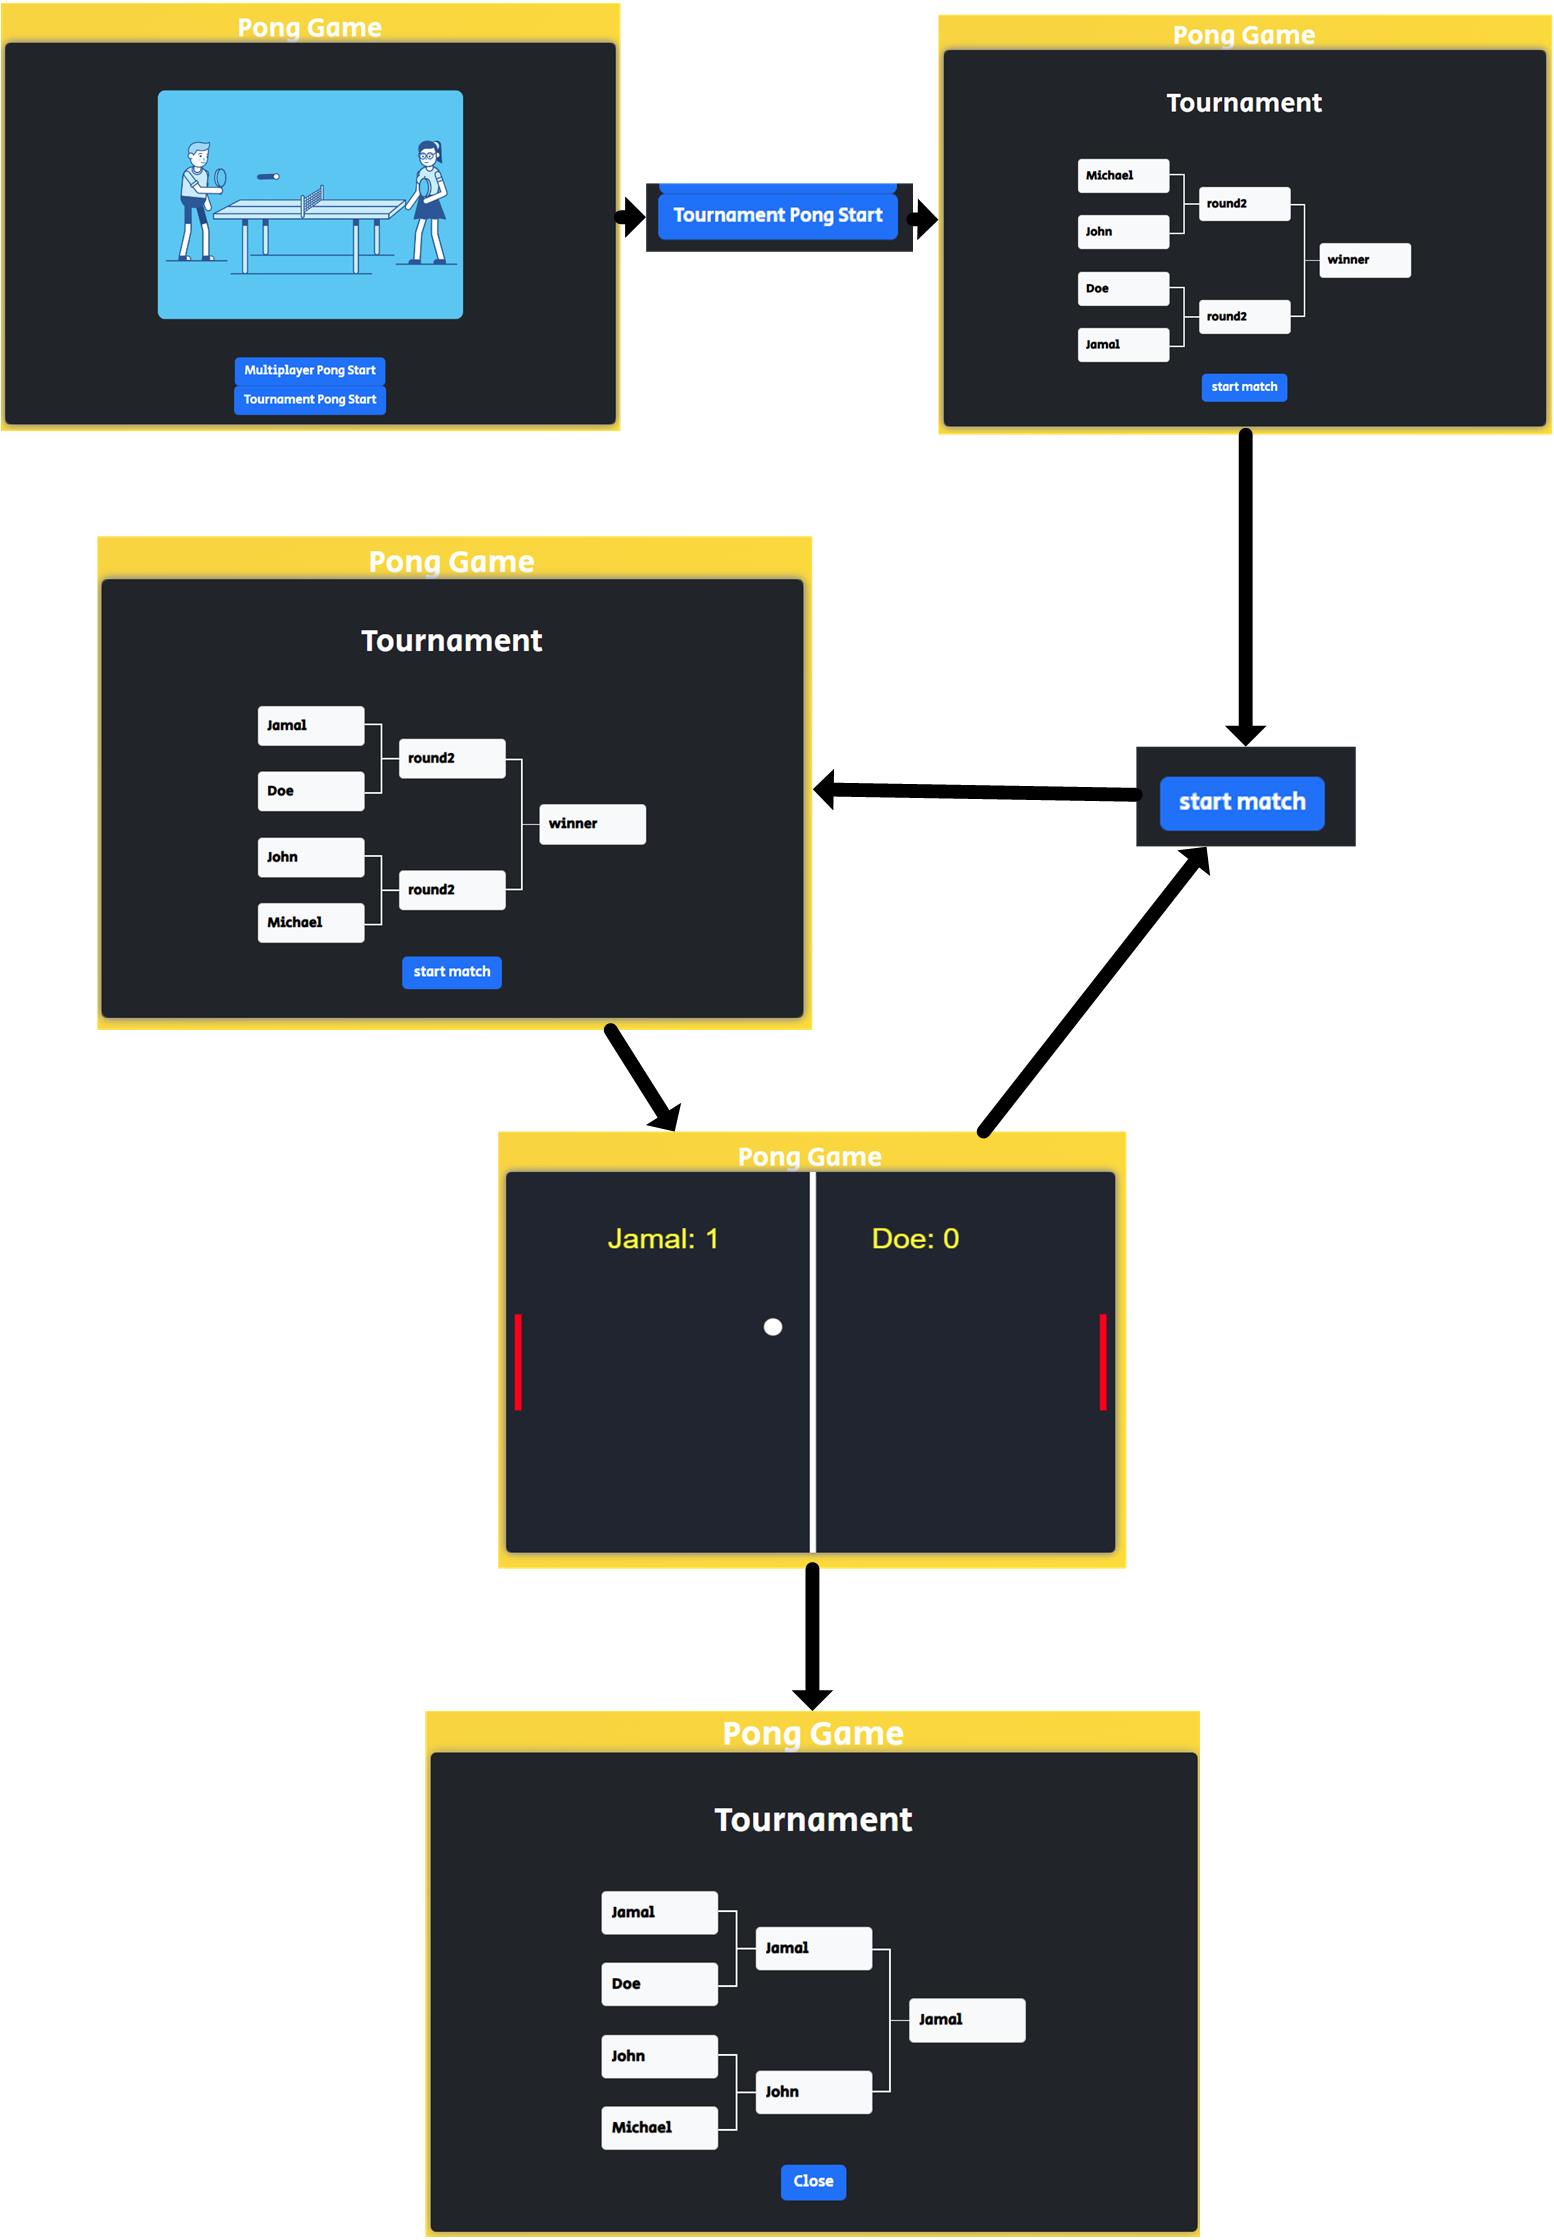 Pong Game
Multiplayer Pong Start
Tournament Pong Start
Tournament Pong Start
Pong Game
Tournament
Michael
round2
John
winner
Doe
round2
Jamal
start match
start match
Pong Game
Tournament
Jamal
round2
Doe
winner
John
round2
Michael
start match
Pong Game
Jamal: 1 Doe: 0
Pong Game
Tournament
Jamal
Jamal
Doe
Jamal
John
John
Michael
Close